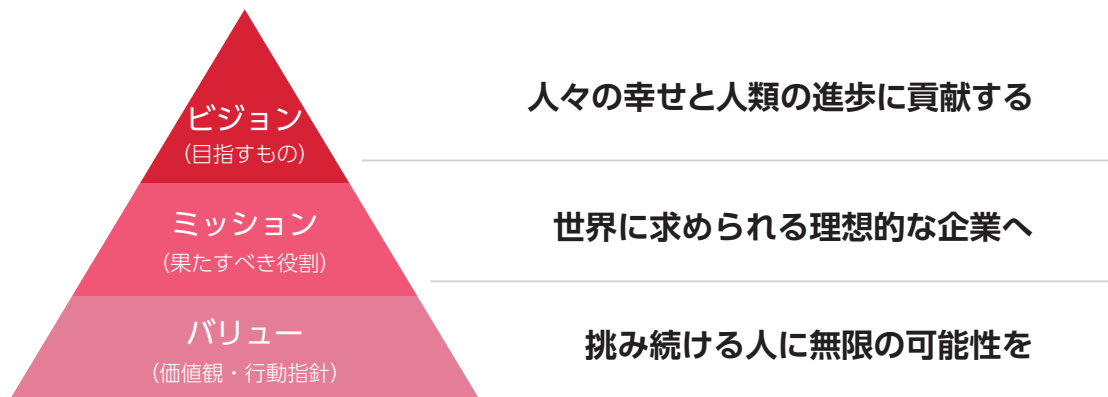 ビジョン
(目指すもの)
人々の幸せと人類の進歩に貢献する
ミッション
(果たすべき役割)
世界に求められる理想的な企業へ
バリュー
(価値観・行動指針)
挑み続ける人に無限の可能性を